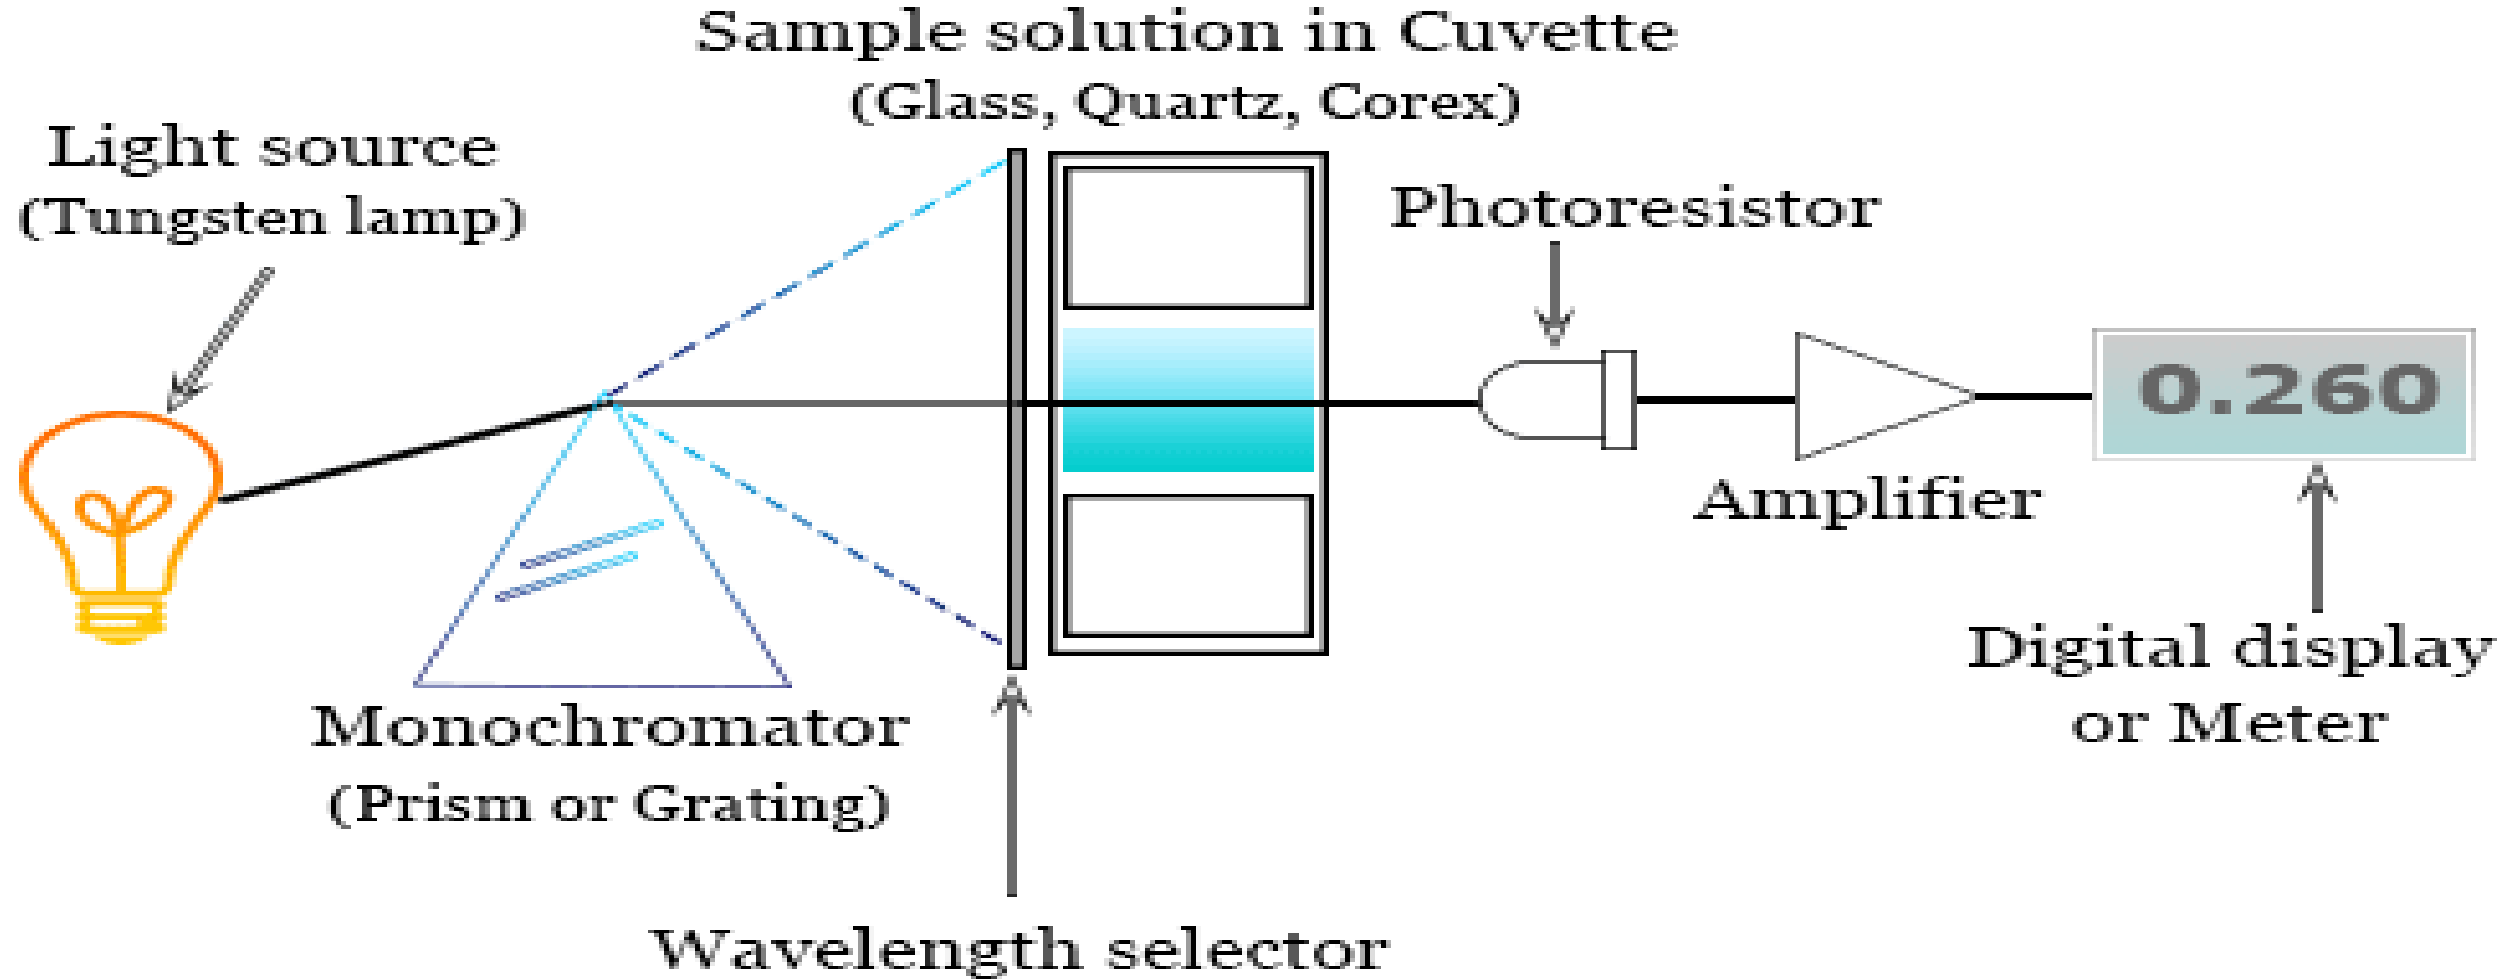 Sample solution in Cuvette
(Glass, Quartz, Corex)
Light source
(Tungsten lamp)
Photoresistor
0.260
Amplifier
Digital display
or Meter
Monochromator
(Prism or Grating)
Wavelength selector